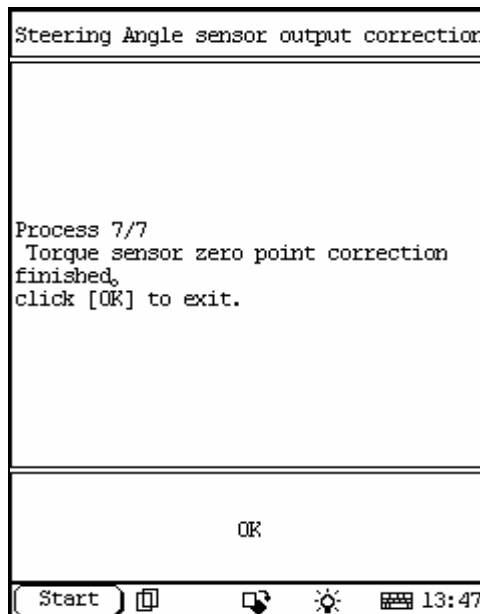 Steering Angle sensor output correction
Process 7/7
Torque sensor zero point correction
finished。
click [OK] to exit.
OK
Start 13:47